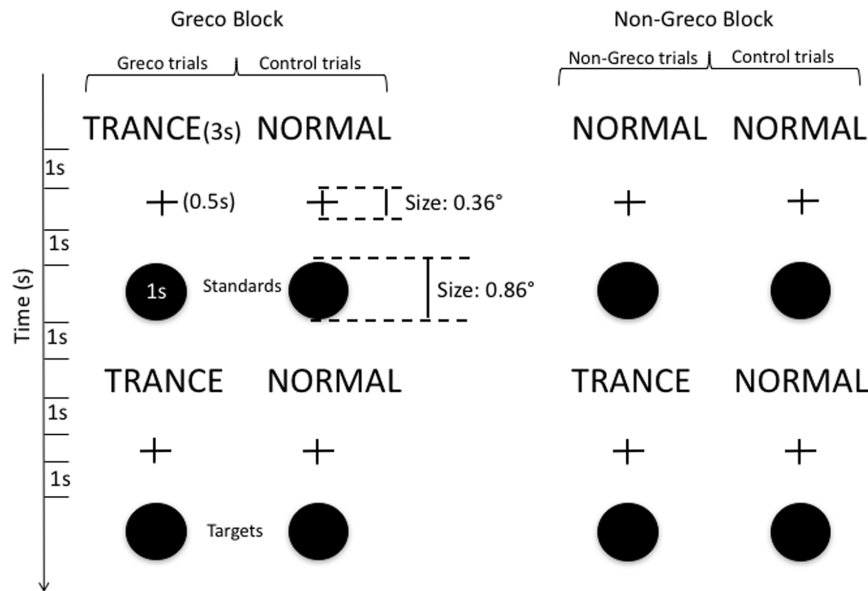 Greco Block Non-Greco Block
Greco trials Control trials Non-Greco trials Control trials
TRANCE(3s) NORMAL NORMAL NORMAL
1s
(0.5s) Size: 0.36°
1s
1s Standards Size: 0.86°
Time (s)
1s
TRANCE NORMAL TRANCE NORMAL
1s
1s
Targets